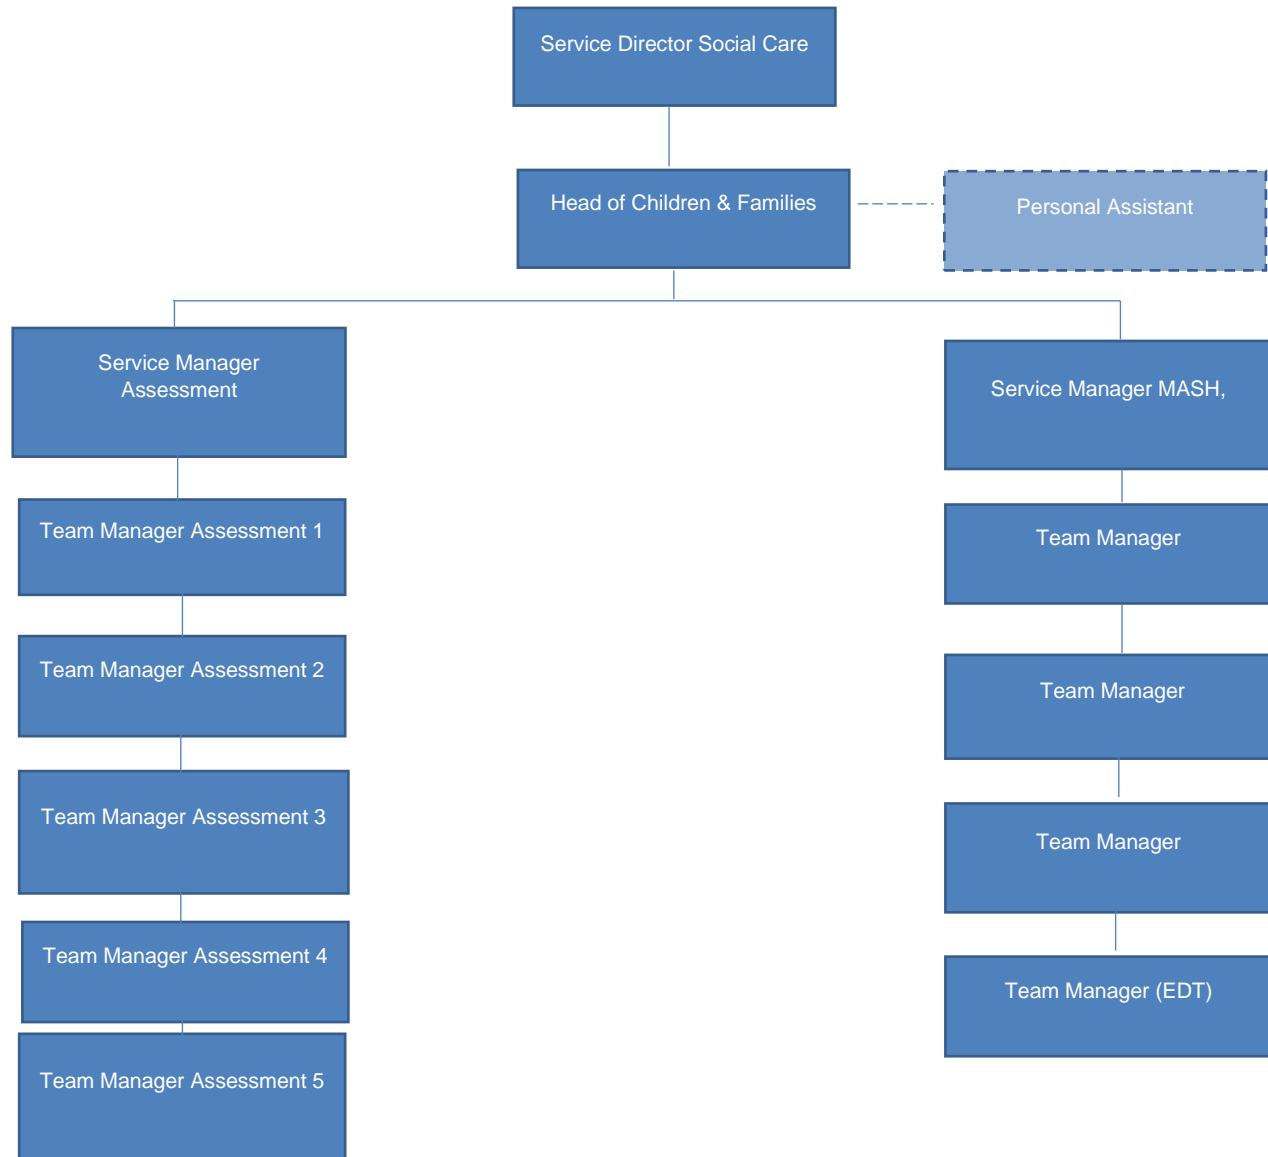 Service Director Social Care
Head of Children & Families
Personal Assistant
Service Manager
Assessment
Service Manager MASH,
Team Manager Assessment 1
Team Manager
Team Manager Assessment 2
Team Manager
Team Manager Assessment 3
Team Manager
Team Manager Assessment 4
Team Manager (EDT)
Team Manager Assessment 5